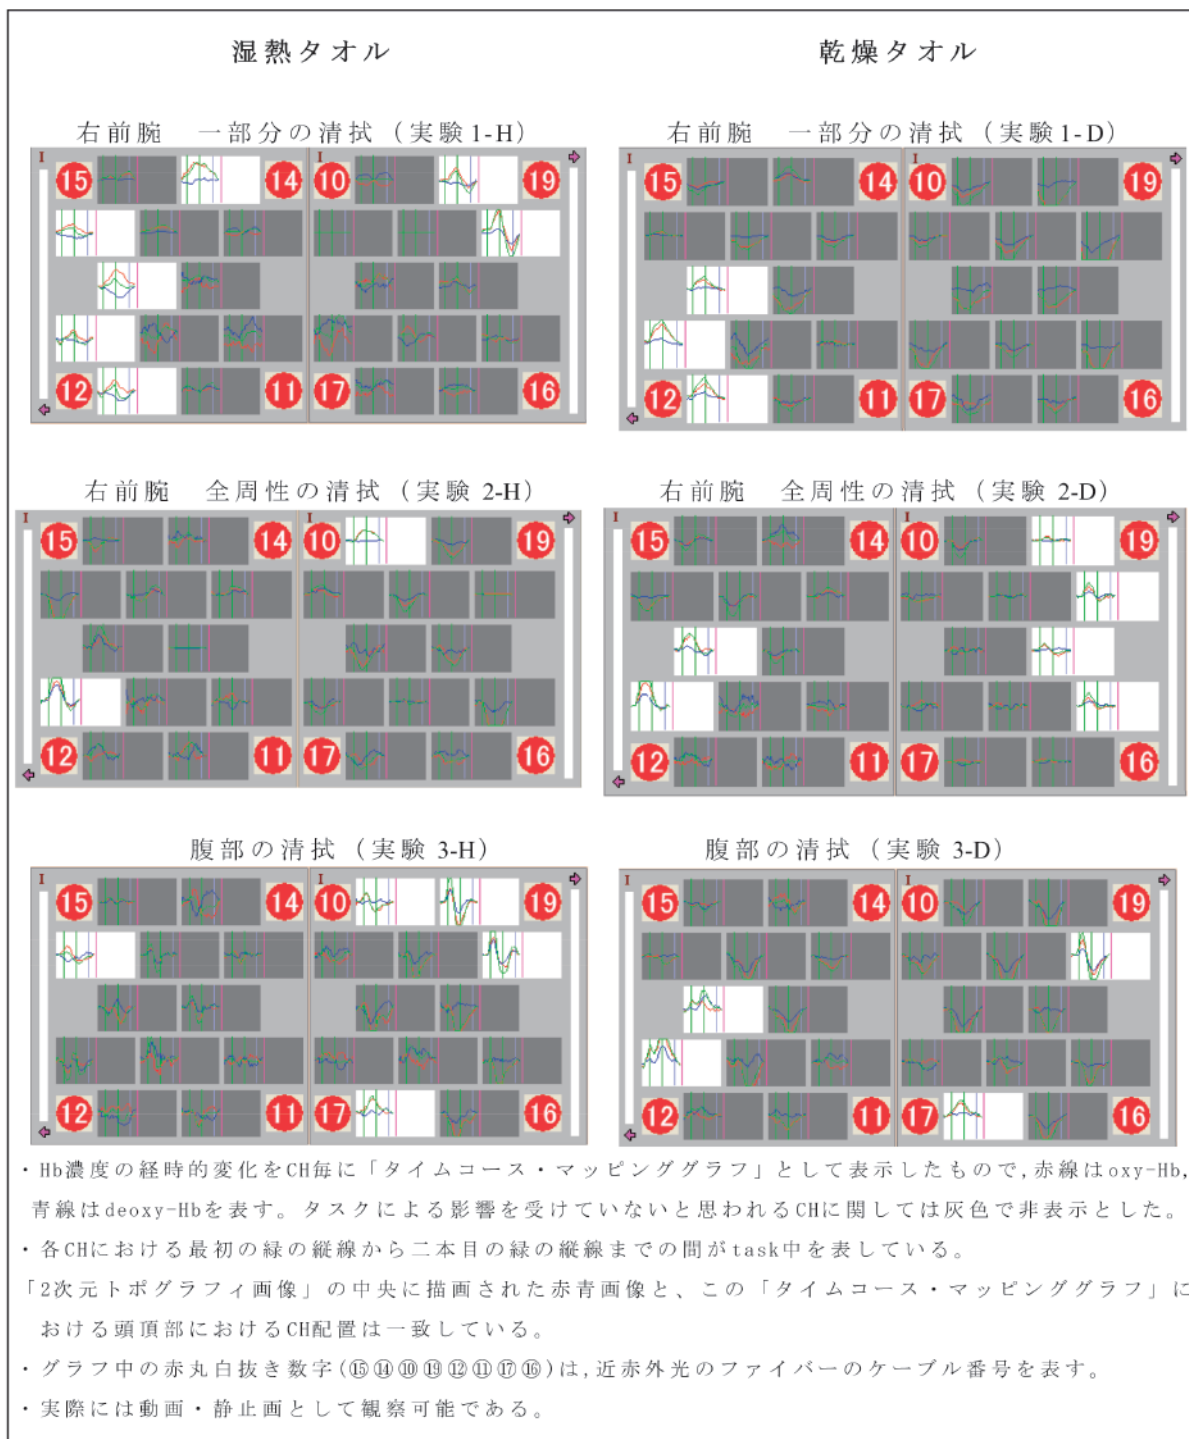 湿熱タオル
乾燥タオル
右前腕　一部分の清拭（実験 1-H）
右前腕　一部分の清拭（実験 1-D）
I
I
15
14
10
19
12
11
17
16
I
I
15
14
10
19
12
11
17
16
右前腕　全周性の清拭（実験 2-H）
右前腕　全周性の清拭（実験 2-D）
I
I
15
14
10
19
12
11
17
16
I
I
15
14
10
19
12
11
17
16
腹部の清拭（実験 3-H）
腹部の清拭（実験 3-D）
I
I
15
14
10
19
12
11
17
16
I
I
15
14
10
19
12
11
17
16
・Hb濃度の経時的変化をCH毎に「タイムコース・マッピンググラフ」として表示したもので,赤線はoxy-Hb,
青線はdeoxy-Hbを表す。タスクによる影響を受けていないと思われるCHに関しては灰色で非表示とした。
・各CHにおける最初の緑の縦線から二本目の緑の縦線までの間がtask中を表している。
「2次元トポグラフィ画像」の中央に描画された赤青画像と、この「タイムコース・マッピンググラフ」に
おける頭頂部におけるCH配置は一致している。
・グラフ中の赤丸白抜き数字(⑮⑭⑩⑲⑫⑪⑰⑯)は,近赤外光のファイバーのケーブル番号を表す。
・実際には動画・静止画として観察可能である。